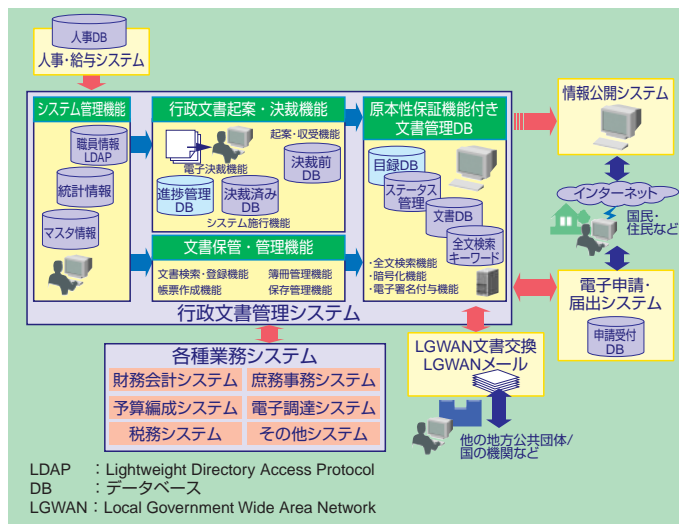 人事DB
人事・給与システム
システム管理機能
職員情報
LDAP
統計情報
マスタ情報
行政文書起案・決裁機能
起案・収受機能
電子決裁機能
決裁前
DB
進捗管理
DB
決裁済み
DB
システム施行機能
文書保管・管理機能
文書検索・登録機能 簿冊管理機能
帳票作成機能 保存管理機能
原本性保証機能付き
文書管理DB
目録DB
ステータス
管理
文書DB
全文検索
キーワード
・全文検索機能
・暗号化機能
・電子署名付与機能
行政文書管理システム
情報公開システム
インターネット
国民・
住民など
電子申請・
届出システム
申請受付
DB
各種業務システム
財務会計システム 庶務事務システム
予算編成システム 電子調達システム
税務システム その他システム
LGWAN文書交換
LGWANメール
他の地方公共団体/
国の機関など
LDAP :Lightweight Directory Access Protocol
DB :データベース
LGWAN:Local Government Wide Area Network